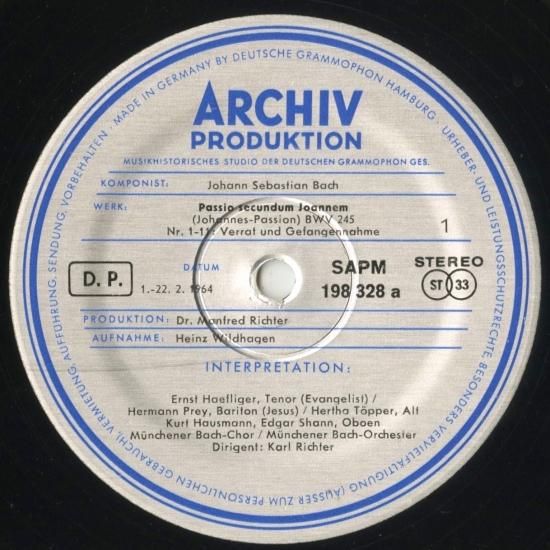 MADE IN GERMANY BY DEUTSCHE GRAMMOPHON HAMBURG · URHEBER- UND LEISTUNGSSCHUTZRECHTE BESONDERS VERVIELFÄLTIGUNG (AUSSER ZUM PERSÖNLICHEN GEBRAUCH), VERMIETUNG, AUFFÜHRUNG, SENDUNG, VORBEHALTEN ·
ARCHIV
PRODUKTION
MUSIKHISTORISCHES STUDIO DER DEUTSCHEN GRAMMOPHON GES.
KOMPONIST: Johann Sebastian Bach
WERK: Passio secundum Joannem
(Johannes-Passion) BWV 245
Nr. 1-11: Verrat und Gefangennahme
1
D. P.
DATUM
1.-22. 2. 1964
SAPM
198 328 a
STEREO
ST 33
PRODUKTION: Dr. Manfred Richter
AUFNAHME: Heinz Wildhagen
INTERPRETATION:
Ernst Haefliger, Tenor (Evangelist) /
Hermann Prey, Bariton (Jesus) / Hertha Töpper, Alt
Kurt Hausmann, Edgar Shann, Oboen
Münchener Bach-Chor / Münchener Bach-Orchester
Dirigent: Karl Richter